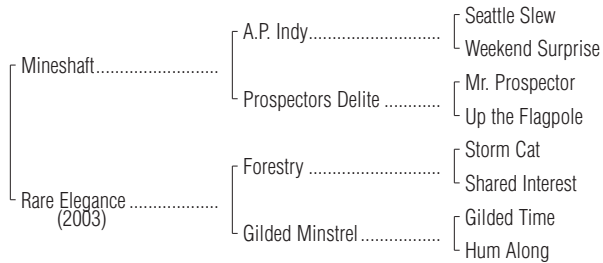 Seattle Slew
A.P. Indy
Weekend Surprise
Mineshaft
Mr. Prospector
Prospectors Delite
Up the Flagpole
Storm Cat
Forestry
Shared Interest
Rare Elegance
(2003)
Gilded Time
Gilded Minstrel
Hum Along